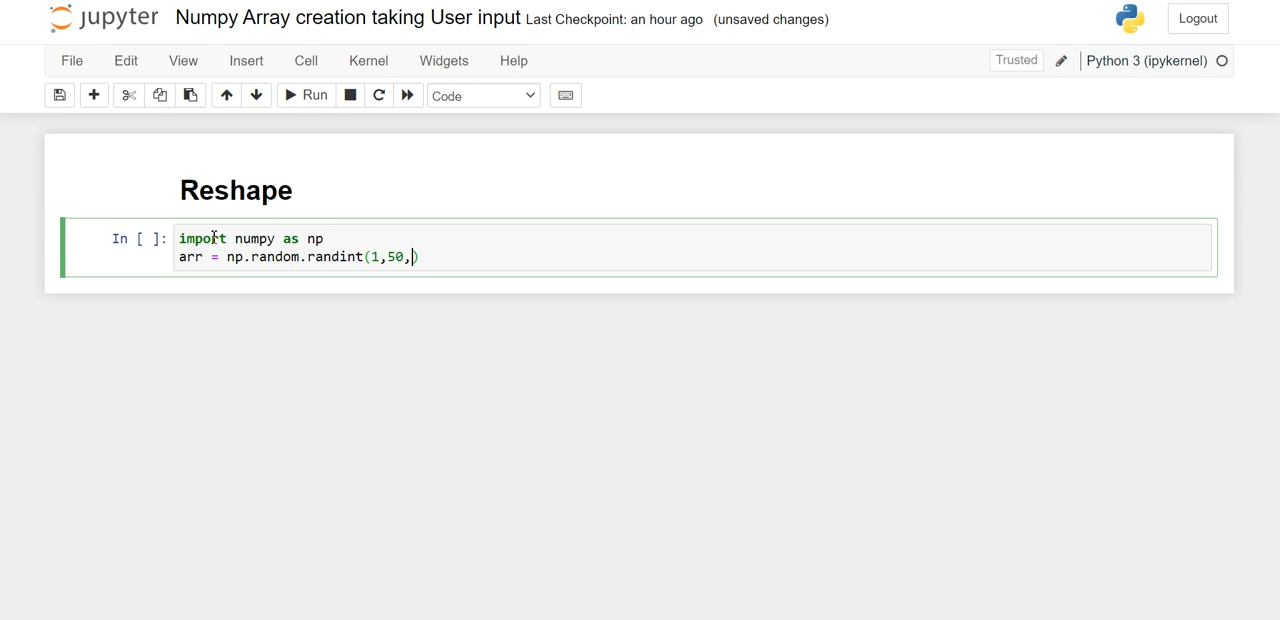 jupyter Numpy Array creation taking User input Last Checkpoint: an hour ago (unsaved changes) Logout
File Edit View Insert Cell Kernel Widgets Help Trusted Python 3 (ipykernel)
Run Code
Reshape
In [ ]: import numpy as np
arr = np.random.randint(1,50,)